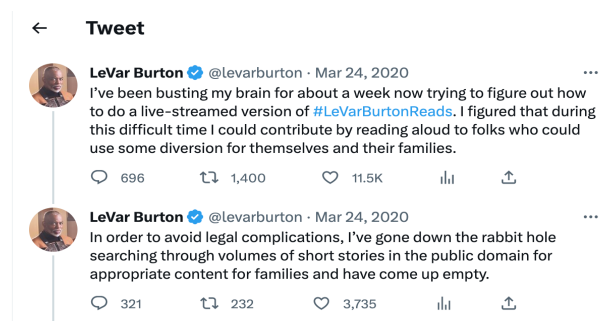 Tweet
LeVar Burton @levarburton · Mar 24, 2020
I’ve been busting my brain for about a week now trying to figure out how
to do a live-streamed version of #LeVarBurtonReads. I figured that during
this difficult time I could contribute by reading aloud to folks who could
use some diversion for themselves and their families.
696 1,400 11.5K
LeVar Burton @levarburton · Mar 24, 2020
In order to avoid legal complications, I’ve gone down the rabbit hole
searching through volumes of short stories in the public domain for
appropriate content for families and have come up empty.
321 232 3,735